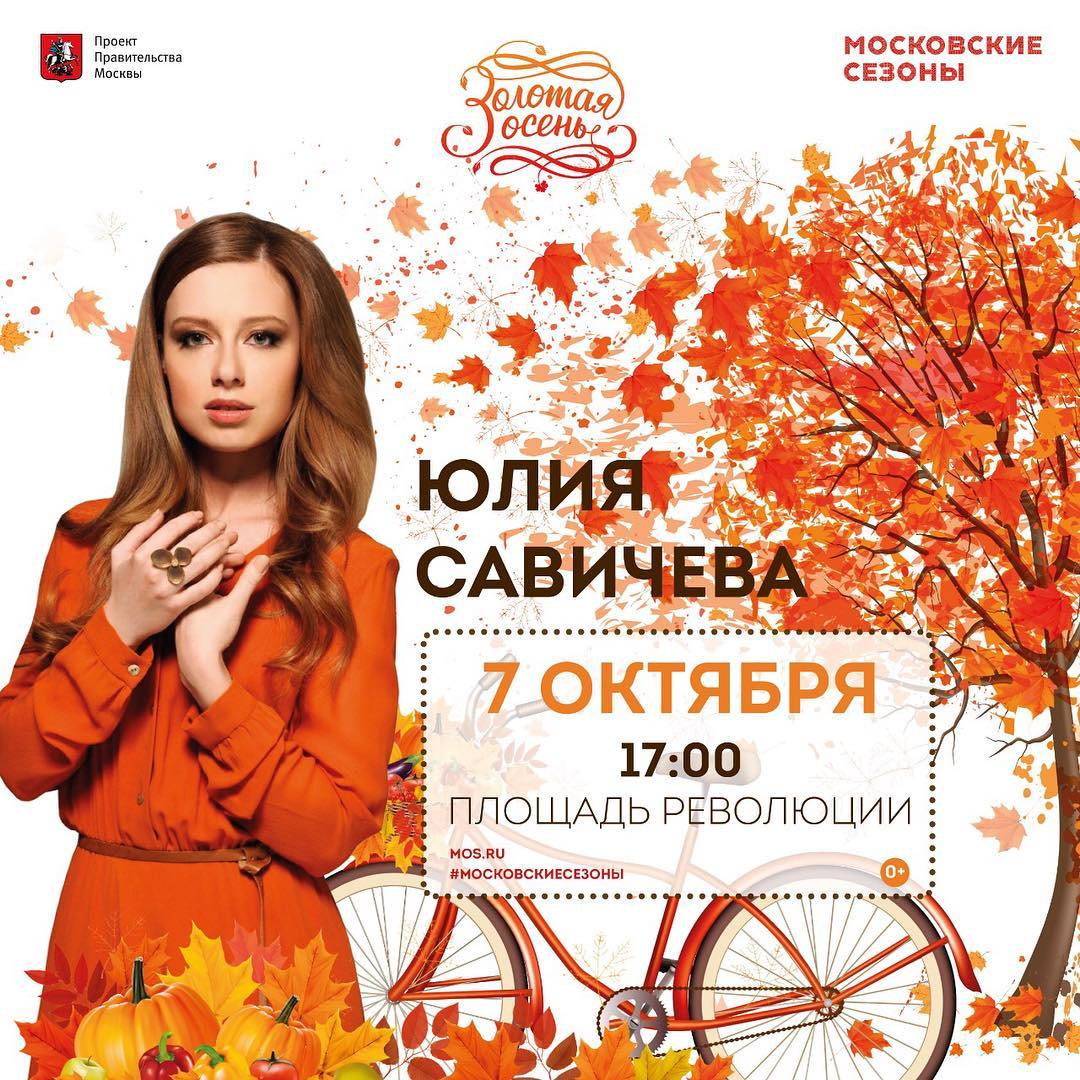 Проект
Правительства
Москвы
Золотая
осень
МОСКОВСКИЕ
СЕЗОНЫ
ЮЛИЯ
САВИЧЕВА
7 ОКТЯБРЯ
17:00
ПЛОЩАДЬ РЕВОЛЮЦИИ
MOS.RU
#МОСКОВСКИЕСЕЗОНЫ
0+